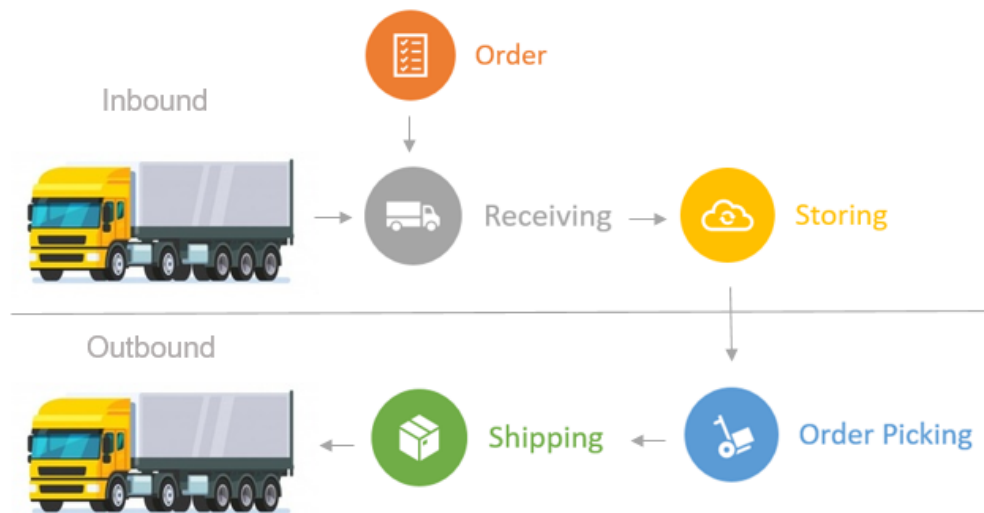 Order
Inbound
Receiving
Storing
Outbound
Shipping
Order Picking